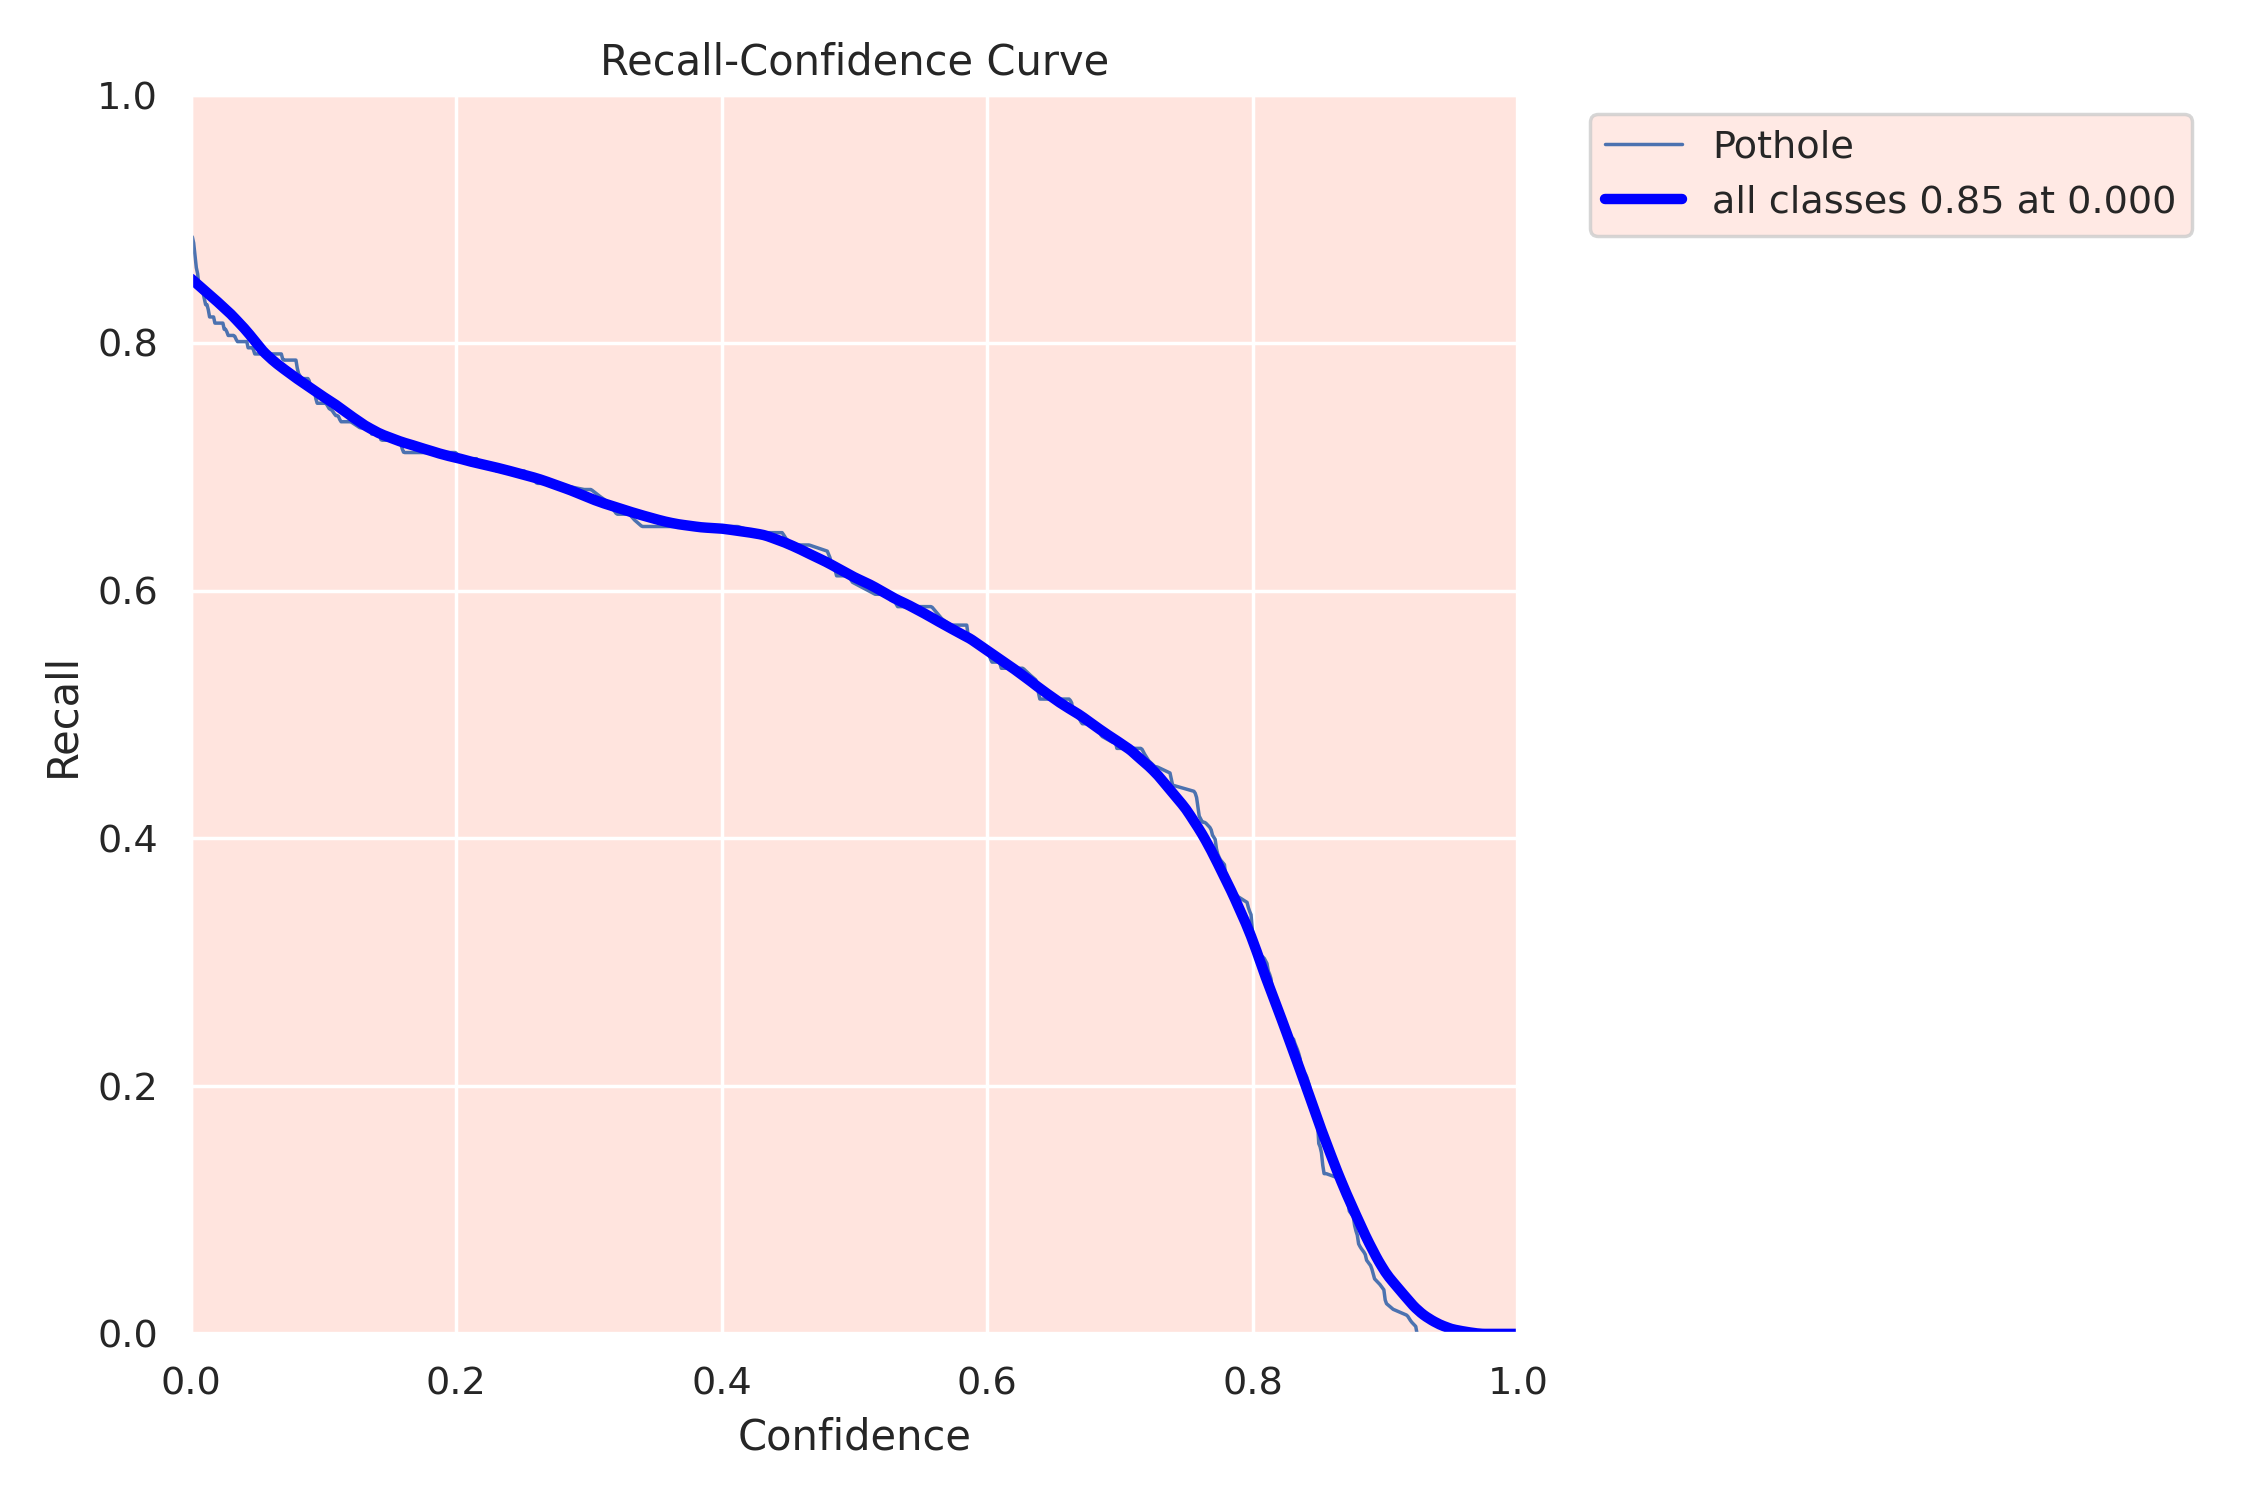 Recall-Confidence Curve
1.0
0.8
0.6
0.4
0.2
0.0
Recall
0.0 0.2 0.4 0.6 0.8 1.0
Confidence
Pothole
all classes 0.85 at 0.000